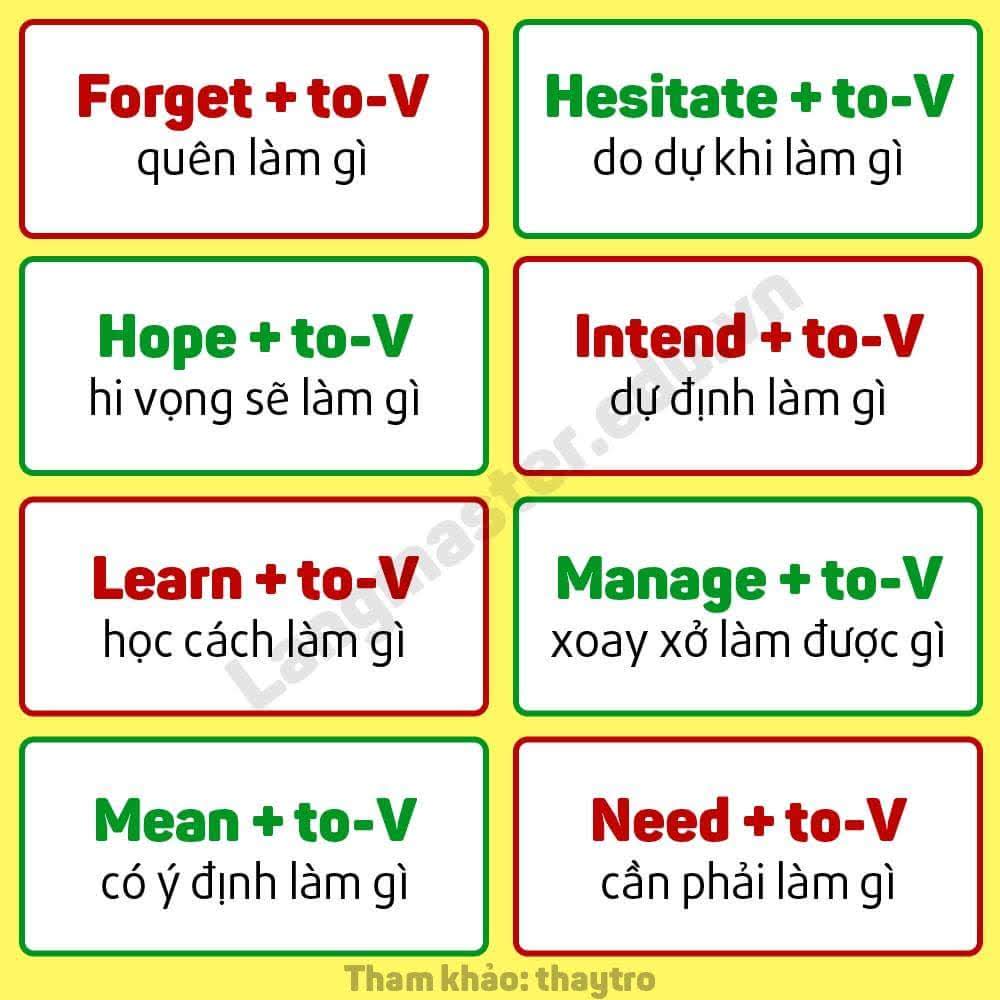 Forget + to-V
quên làm gì
Hesitate + to-V
do dự khi làm gì
Hope + to-V
hi vọng sẽ làm gì
Intend + to-V
dự định làm gì
Learn + to-V
học cách làm gì
Manage + to-V
xoay xở làm được gì
Mean + to-V
có ý định làm gì
Need + to-V
cần phải làm gì
Langmaster.edu.vn
Tham khảo: thaytro